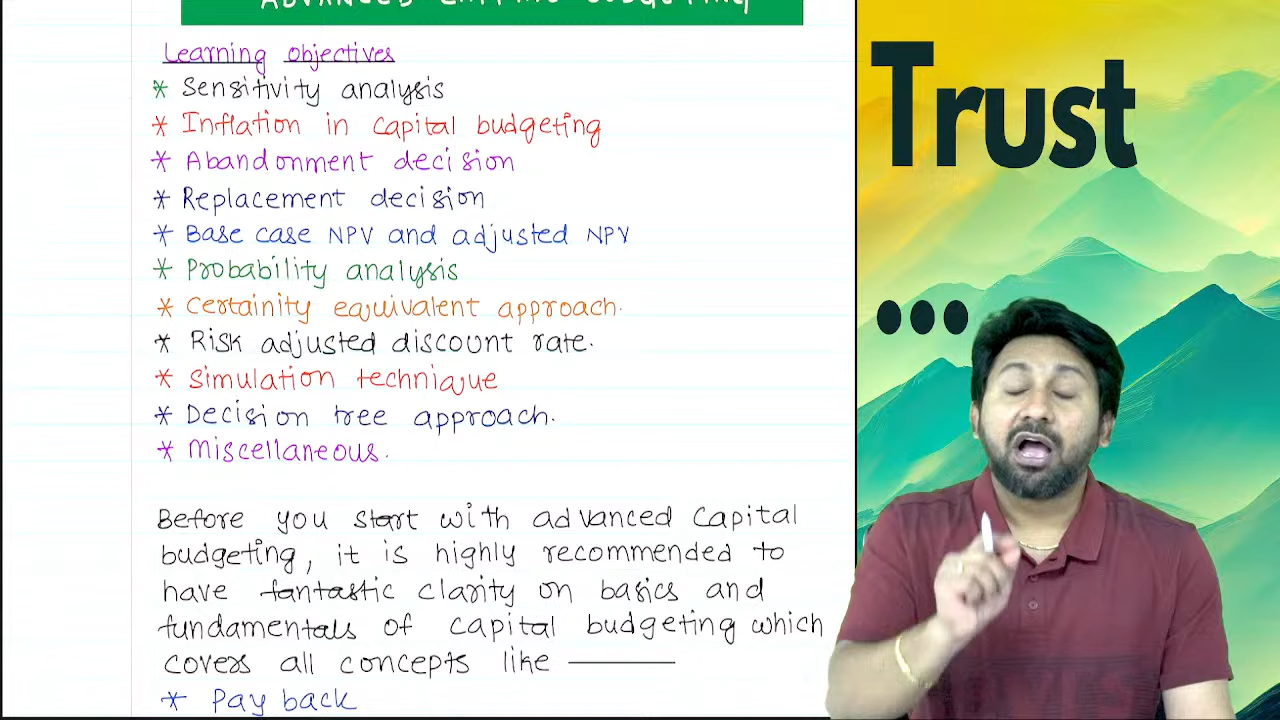 ADVANCED CAPITAL BUDGETING
Learning objectives
* Sensitivity analysis
* Inflation in capital budgeting
* Abandonment decision
* Replacement decision
* Base case NPV and adjusted NPV
* Probability analysis
* Certainity equivalent approach.
* Risk adjusted discount rate.
* Simulation technique
* Decision tree approach.
* Miscellaneous.
Before you start with advanced capital
budgeting, it is highly recommended to
have fantastic clarity on basics and
fundamentals of capital budgeting which
covers all concepts like ———
* Pay back
Trust
...